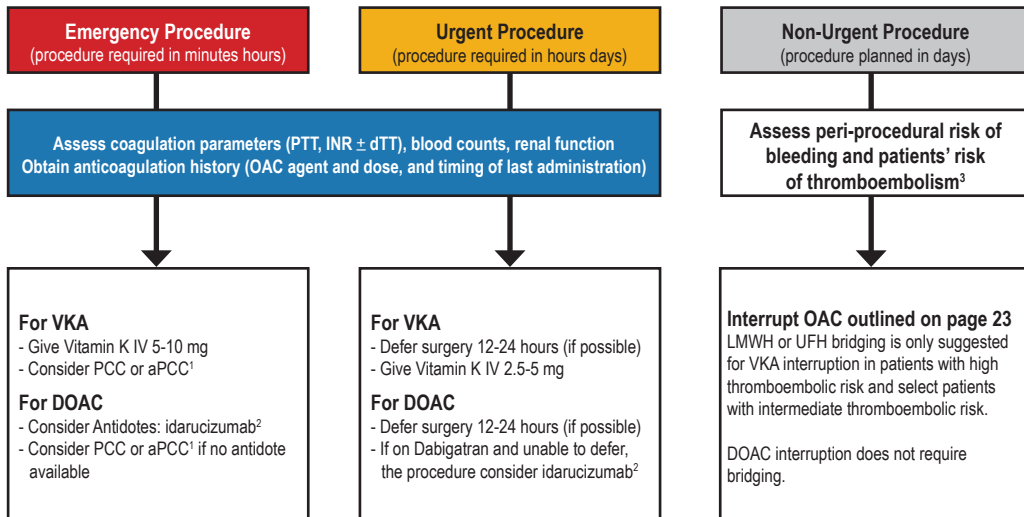 Emergency Procedure
(procedure required in minutes hours)
Urgent Procedure
(procedure required in hours days)
Non-Urgent Procedure
(procedure planned in days)
Assess coagulation parameters (PTT, INR ± dTT), blood counts, renal function
Obtain anticoagulation history (OAC agent and dose, and timing of last administration)
Assess peri-procedural risk of
bleeding and patients' risk
of thromboembolism³
For VKA
- Give Vitamin K IV 5-10 mg
- Consider PCC or aPCC¹
For DOAC
- Consider Antidotes: idarucizumab²
- Consider PCC or aPCC¹ if no antidote
available
For VKA
- Defer surgery 12-24 hours (if possible)
- Give Vitamin K IV 2.5-5 mg
For DOAC
- Defer surgery 12-24 hours (if possible)
- If on Dabigatran and unable to defer,
the procedure consider idarucizumab²
Interrupt OAC outlined on page 23
LMWH or UFH bridging is only suggested
for VKA interruption in patients with high
thromboembolic risk and select patients
with intermediate thromboembolic risk.
DOAC interruption does not require
bridging.